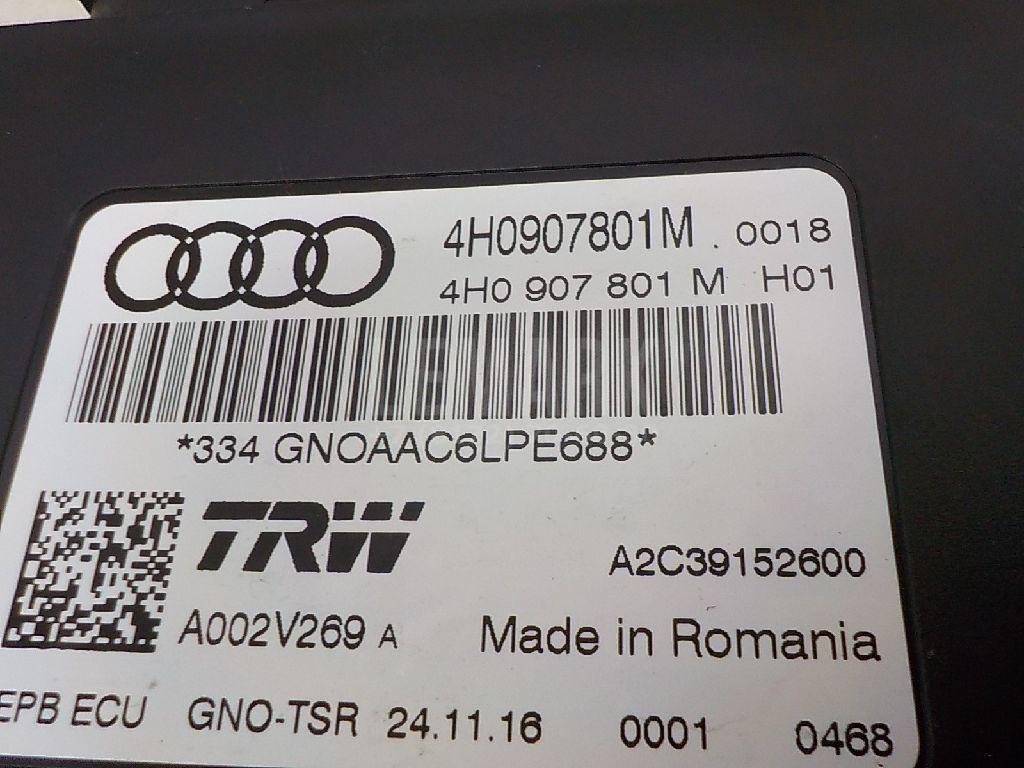 4H0907801M . 0018
4H0 907 801 M H01
*334 GNOAAC6LPE688*
TRW
A2C39152600
A002V269 A
Made in Romania
EPB ECU GNO-TSR 24.11.16 0001 0468